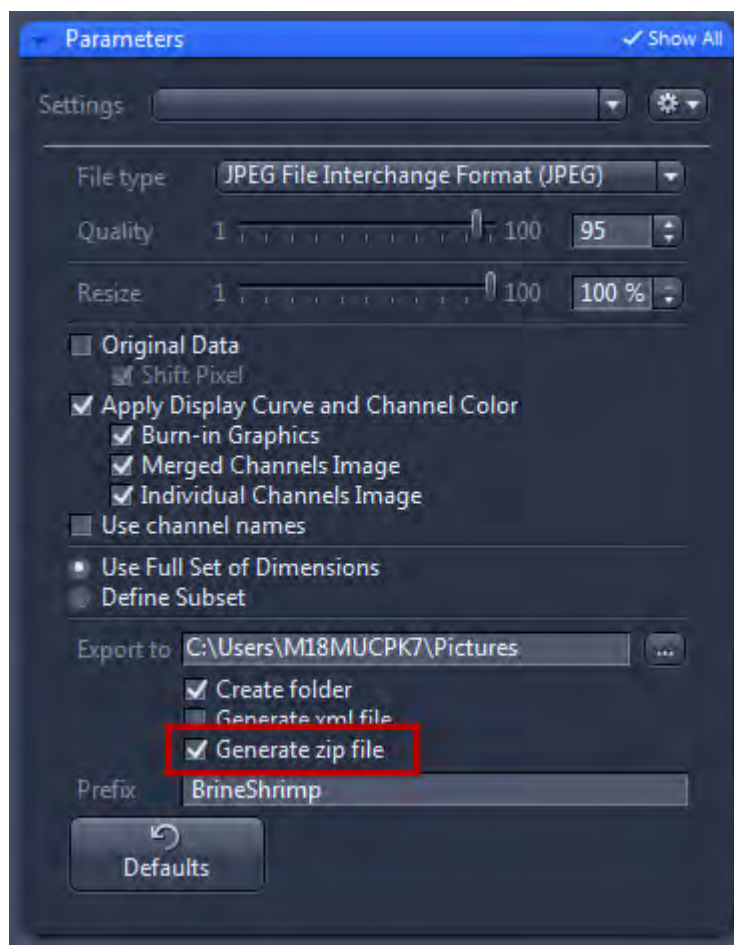 Parameters Show All
Settings
File type JPEG File Interchange Format (JPEG)
Quality 1 100 95
Resize 1 100 100 %
Original Data
Shift Pixel
Apply Display Curve and Channel Color
Burn-in Graphics
Merged Channels Image
Individual Channels Image
Use channel names
Use Full Set of Dimensions
Define Subset
Export to C:\Users\M18MUCPK7\Pictures ...
Create folder
Generate xml file
Generate zip file
Prefix BrineShrimp
Defaults